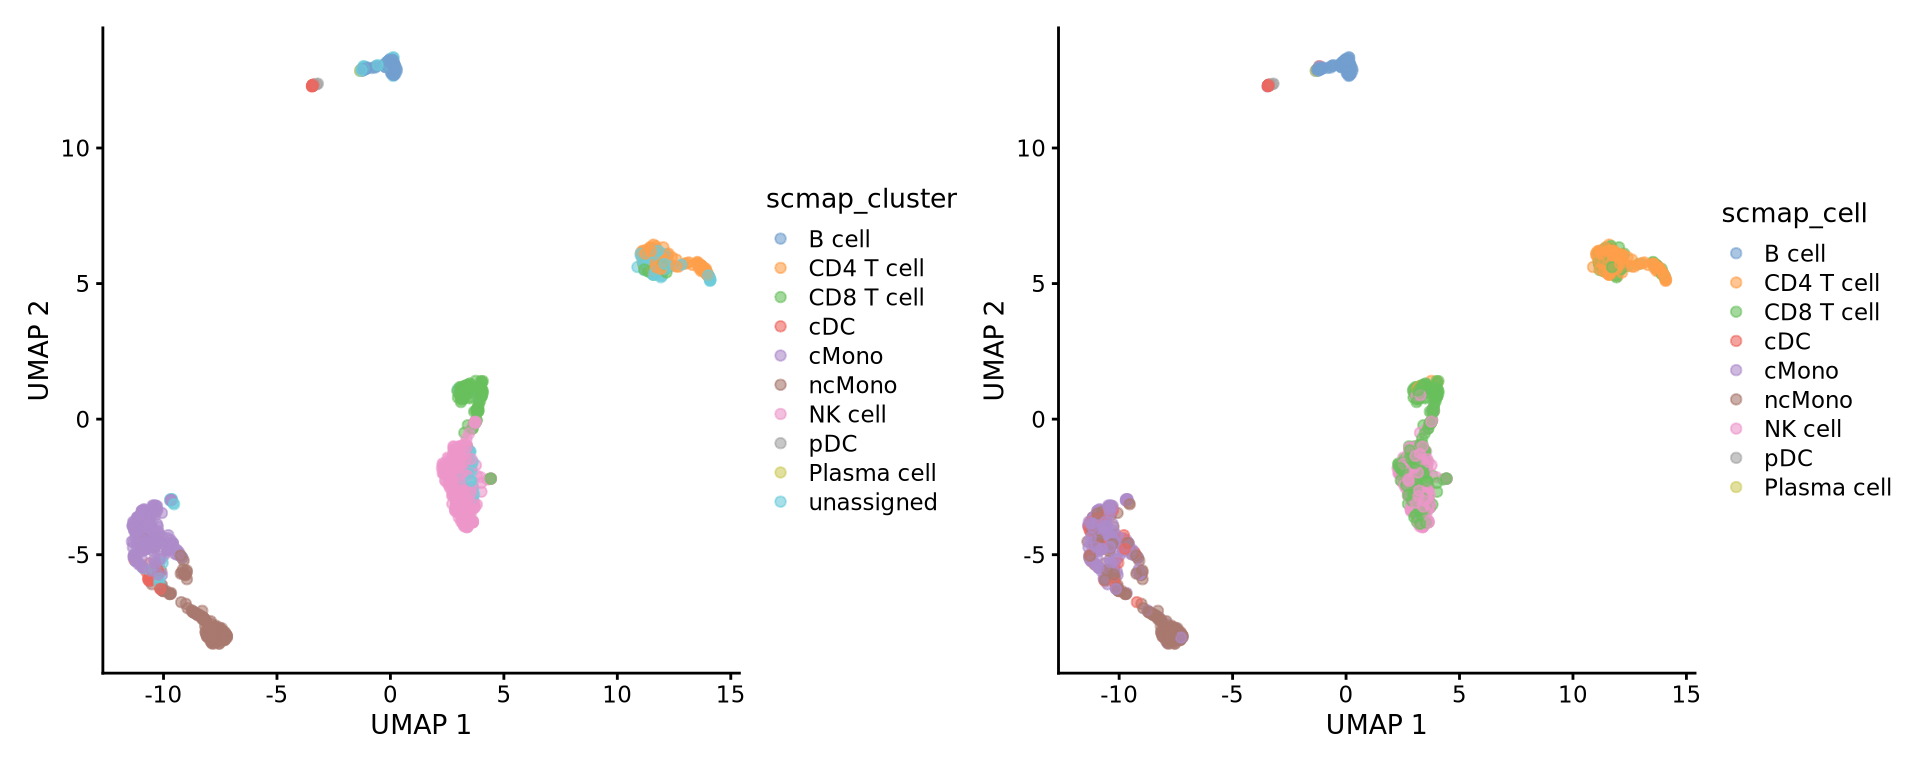 UMAP 2
10
5
0
-5
-10
-5
0
5
10
15
UMAP 1
scmap_cluster
B cell
CD4 T cell
CD8 T cell
cDC
cMono
ncMono
NK cell
pDC
Plasma cell
unassigned
UMAP 2
10
5
0
-5
-10
-5
0
5
10
15
UMAP 1
scmap_cell
B cell
CD4 T cell
CD8 T cell
cDC
cMono
ncMono
NK cell
pDC
Plasma cell